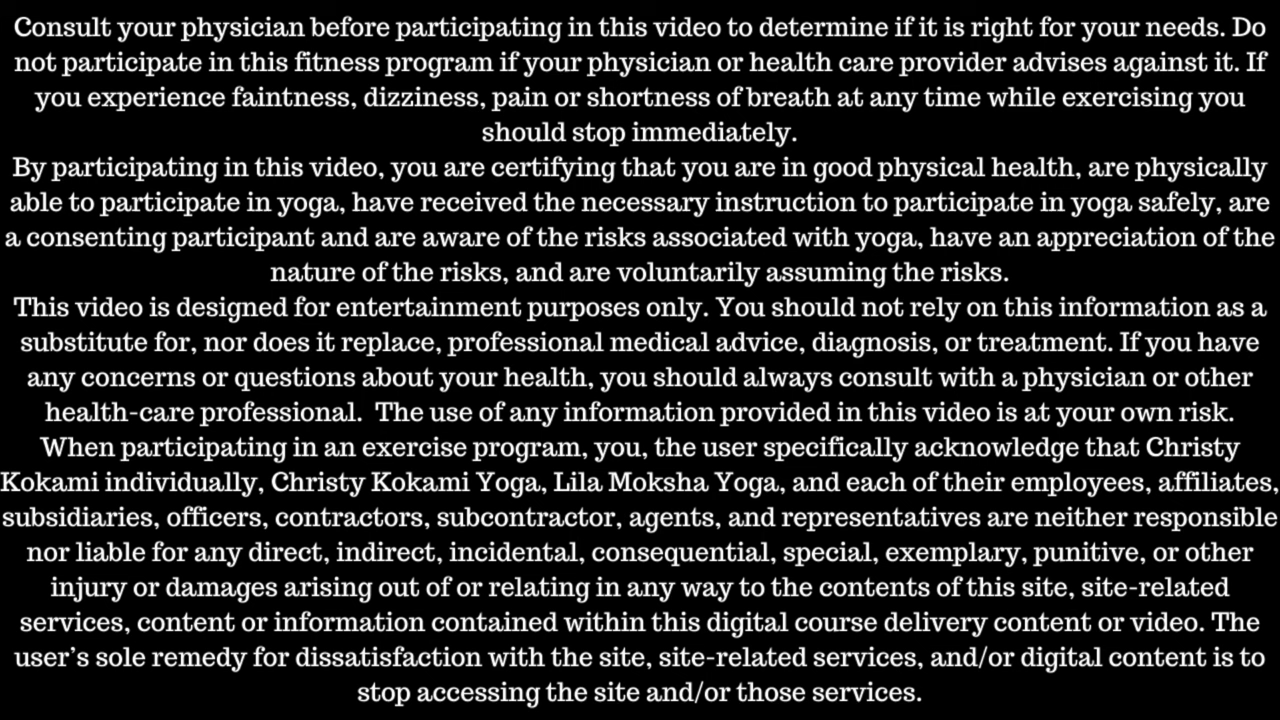 Consult your physician before participating in this video to determine if it is right for your needs. Do
not participate in this fitness program if your physician or health care provider advises against it. If
you experience faintness, dizziness, pain or shortness of breath at any time while exercising you
should stop immediately.
By participating in this video, you are certifying that you are in good physical health, are physically
able to participate in yoga, have received the necessary instruction to participate in yoga safely, are
a consenting participant and are aware of the risks associated with yoga, have an appreciation of the
nature of the risks, and are voluntarily assuming the risks.
This video is designed for entertainment purposes only. You should not rely on this information as a
substitute for, nor does it replace, professional medical advice, diagnosis, or treatment. If you have
any concerns or questions about your health, you should always consult with a physician or other
health-care professional.  The use of any information provided in this video is at your own risk.
When participating in an exercise program, you, the user specifically acknowledge that Christy
Kokami individually, Christy Kokami Yoga, Lila Moksha Yoga, and each of their employees, affiliates,
subsidiaries, officers, contractors, subcontractor, agents, and representatives are neither responsible
nor liable for any direct, indirect, incidental, consequential, special, exemplary, punitive, or other
injury or damages arising out of or relating in any way to the contents of this site, site-related
services, content or information contained within this digital course delivery content or video. The
user’s sole remedy for dissatisfaction with the site, site-related services, and/or digital content is to
stop accessing the site and/or those services.